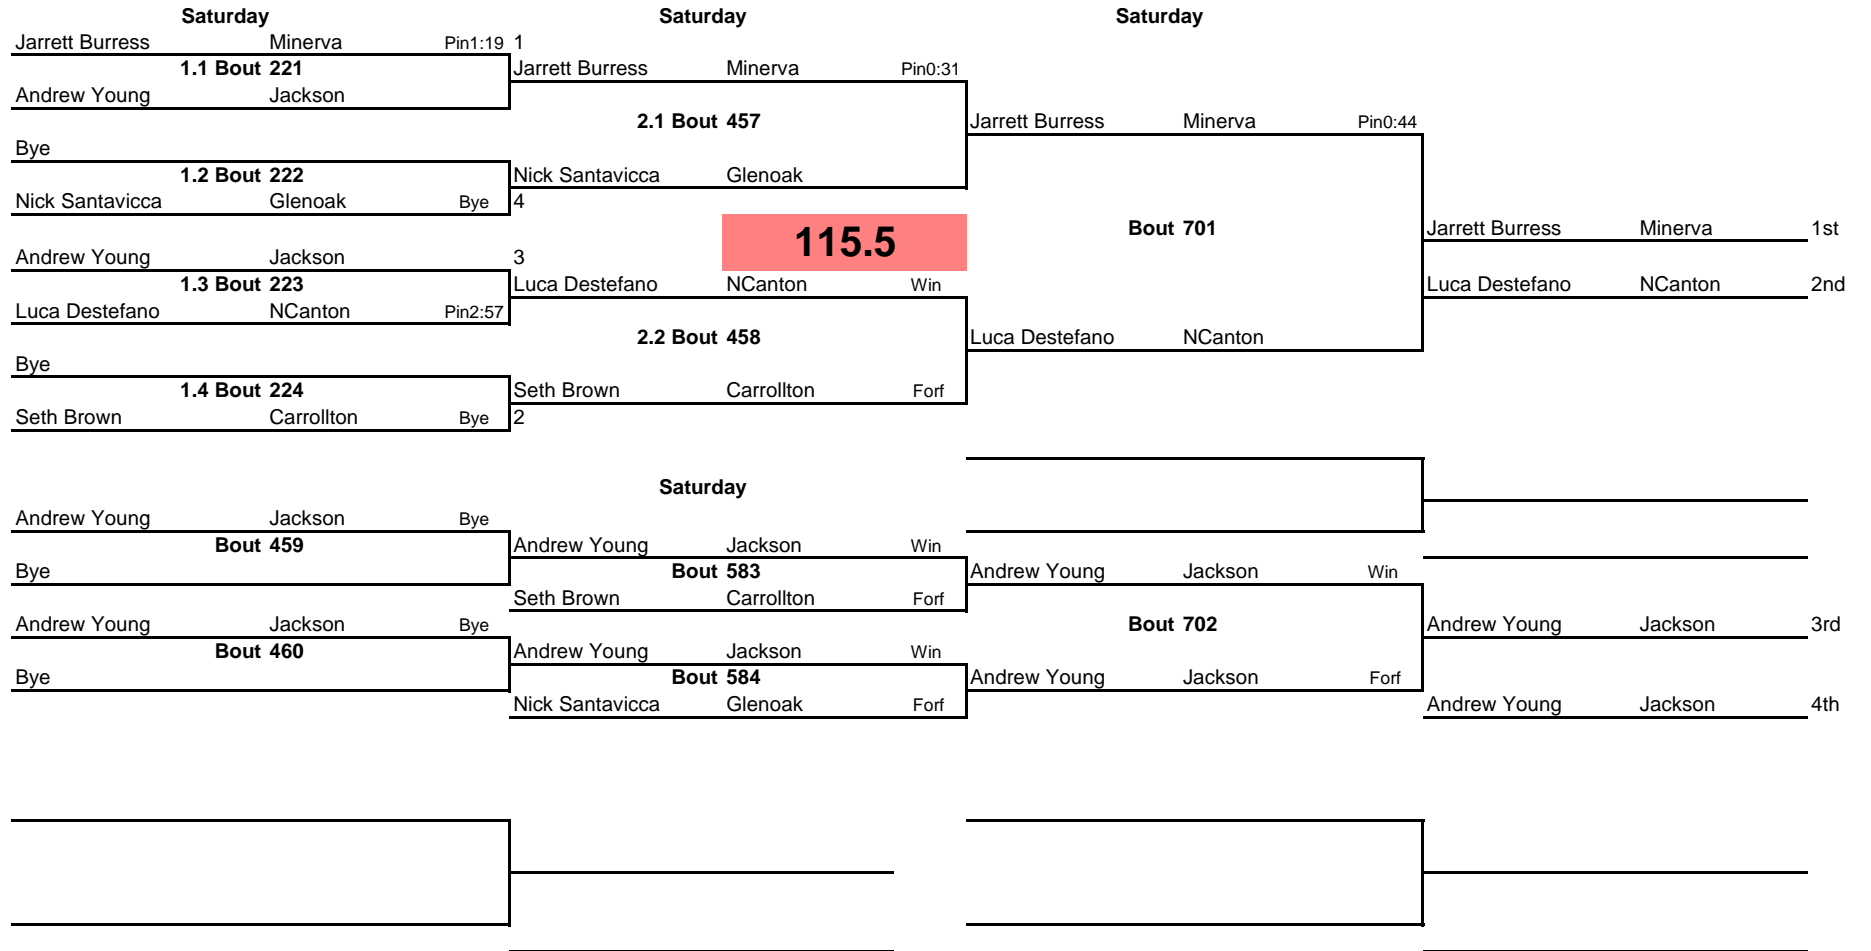 Saturday Saturday Saturday
Jarrett Burress Minerva Pin1:19 1
1.1 Bout 221 Jarrett Burress Minerva Pin0:31
Andrew Young Jackson
2.1 Bout 457 Jarrett Burress Minerva Pin0:44
Bye
1.2 Bout 222 Nick Santavicca Glenoak
Nick Santavicca Glenoak Bye 4
115.5 Bout 701 Jarrett Burress Minerva 1st
Andrew Young Jackson 3
1.3 Bout 223 Luca Destefano NCanton Win Luca Destefano NCanton 2nd
Luca Destefano NCanton Pin2:57
2.2 Bout 458 Luca Destefano NCanton
Bye
1.4 Bout 224 Seth Brown Carrollton Forf
Seth Brown Carrollton Bye 2
Saturday
Andrew Young Jackson Bye
Bout 459 Andrew Young Jackson Win
Bye Bout 583 Andrew Young Jackson Win
Seth Brown Carrollton Forf
Andrew Young Jackson Bye Bout 702 Andrew Young Jackson 3rd
Bout 460 Andrew Young Jackson Win
Bye Bout 584 Andrew Young Jackson Forf
Nick Santavicca Glenoak Forf Andrew Young Jackson 4th